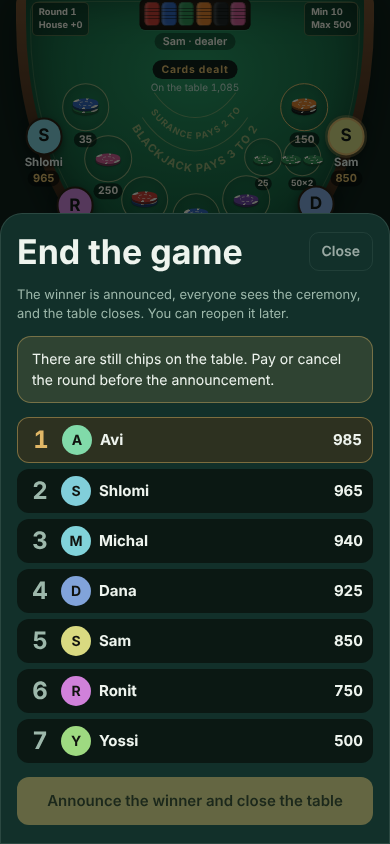 Round 1
House +0
Min 10
Max 500
Sam · dealer
Cards dealt
On the table 1,085
SURANCE PAYS 2 TO
BLACKJACK PAYS 3 TO 2
35
150
S
Shlomi
965
S
Sam
850
250
25
50×2
R
D
End the game
Close
The winner is announced, everyone sees the ceremony,
and the table closes. You can reopen it later.
There are still chips on the table. Pay or cancel
the round before the announcement.
1 A Avi 985
2 S Shlomi 965
3 M Michal 940
4 D Dana 925
5 S Sam 850
6 R Ronit 750
7 Y Yossi 500
Announce the winner and close the table